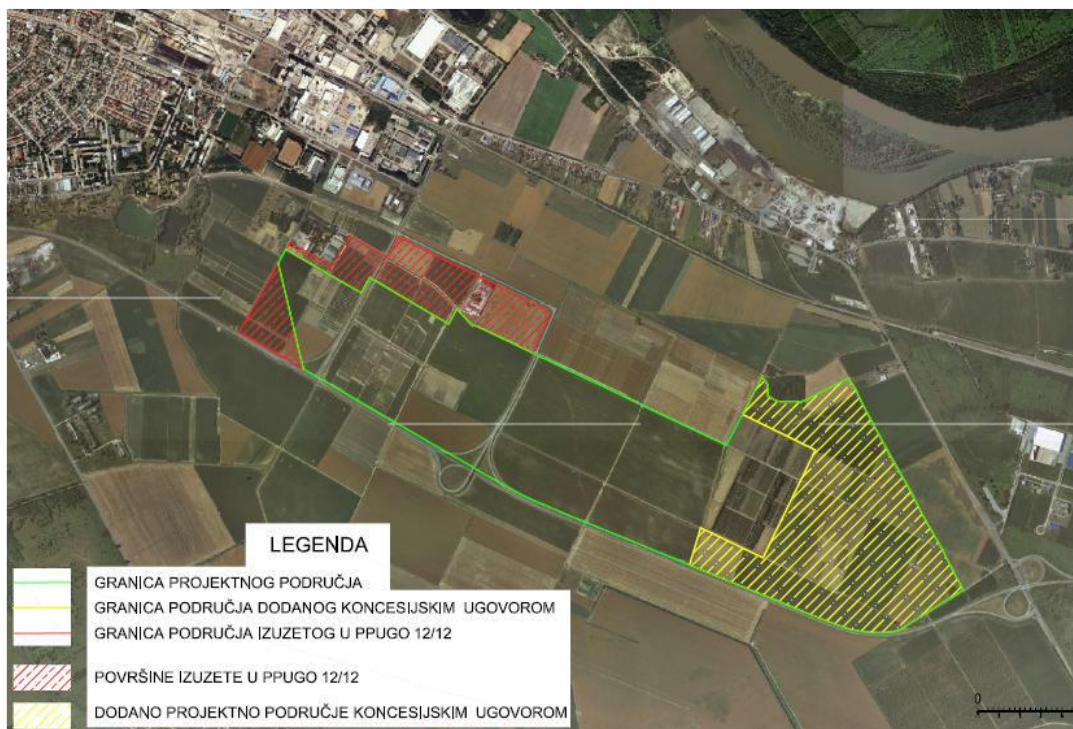 LEGENDA
GRANICA PROJEKTNOG PODRUČJA
GRANICA PODRUČJA DODANOG KONCESIJSKIM UGOVOROM
GRANICA PODRUČJA IZUZETOG U PPUGO 12/12
POVRŠINE IZUZETE U PPUGO 12/12
DODANO PROJEKTNO PODRUČJE KONCESIJSKIM UGOVOROM
0